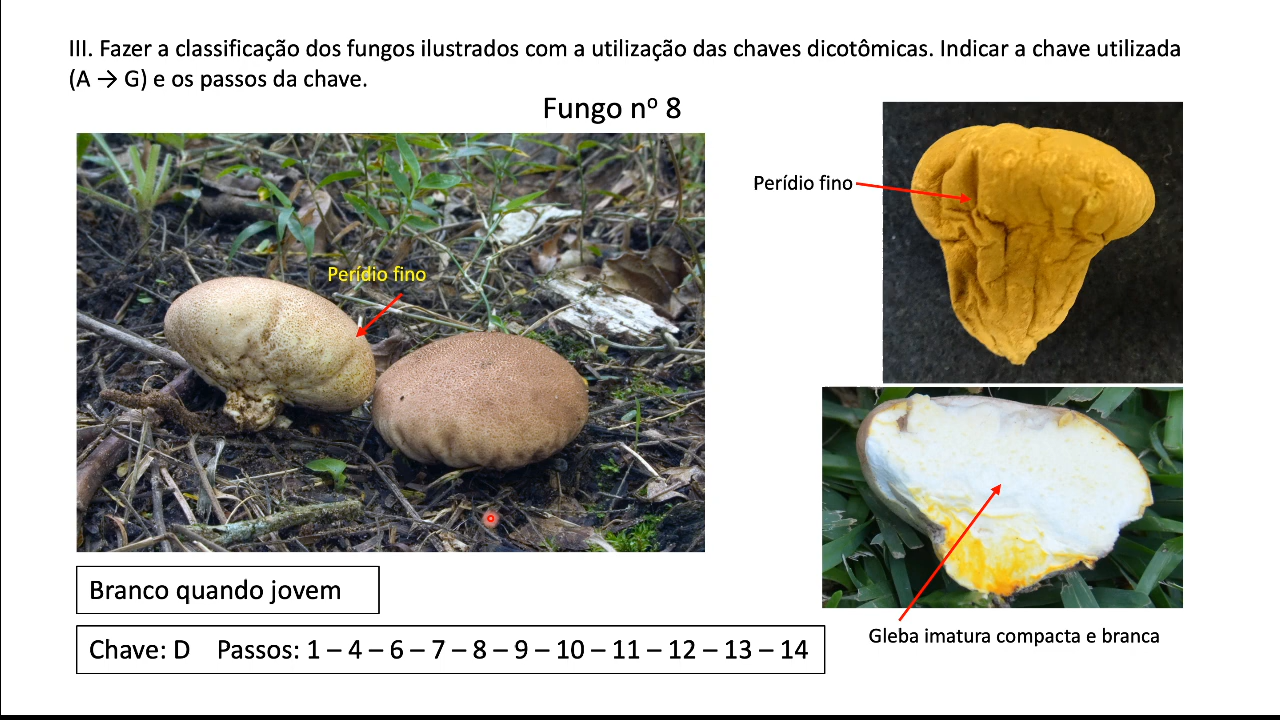 III. Fazer a classificação dos fungos ilustrados com a utilização das chaves dicotômicas. Indicar a chave utilizada
(A → G) e os passos da chave.
Fungo nº 8
Perídio fino
Perídio fino
Branco quando jovem
Gleba imatura compacta e branca
Chave: D Passos: 1 – 4 – 6 – 7 – 8 – 9 – 10 – 11 – 12 – 13 – 14